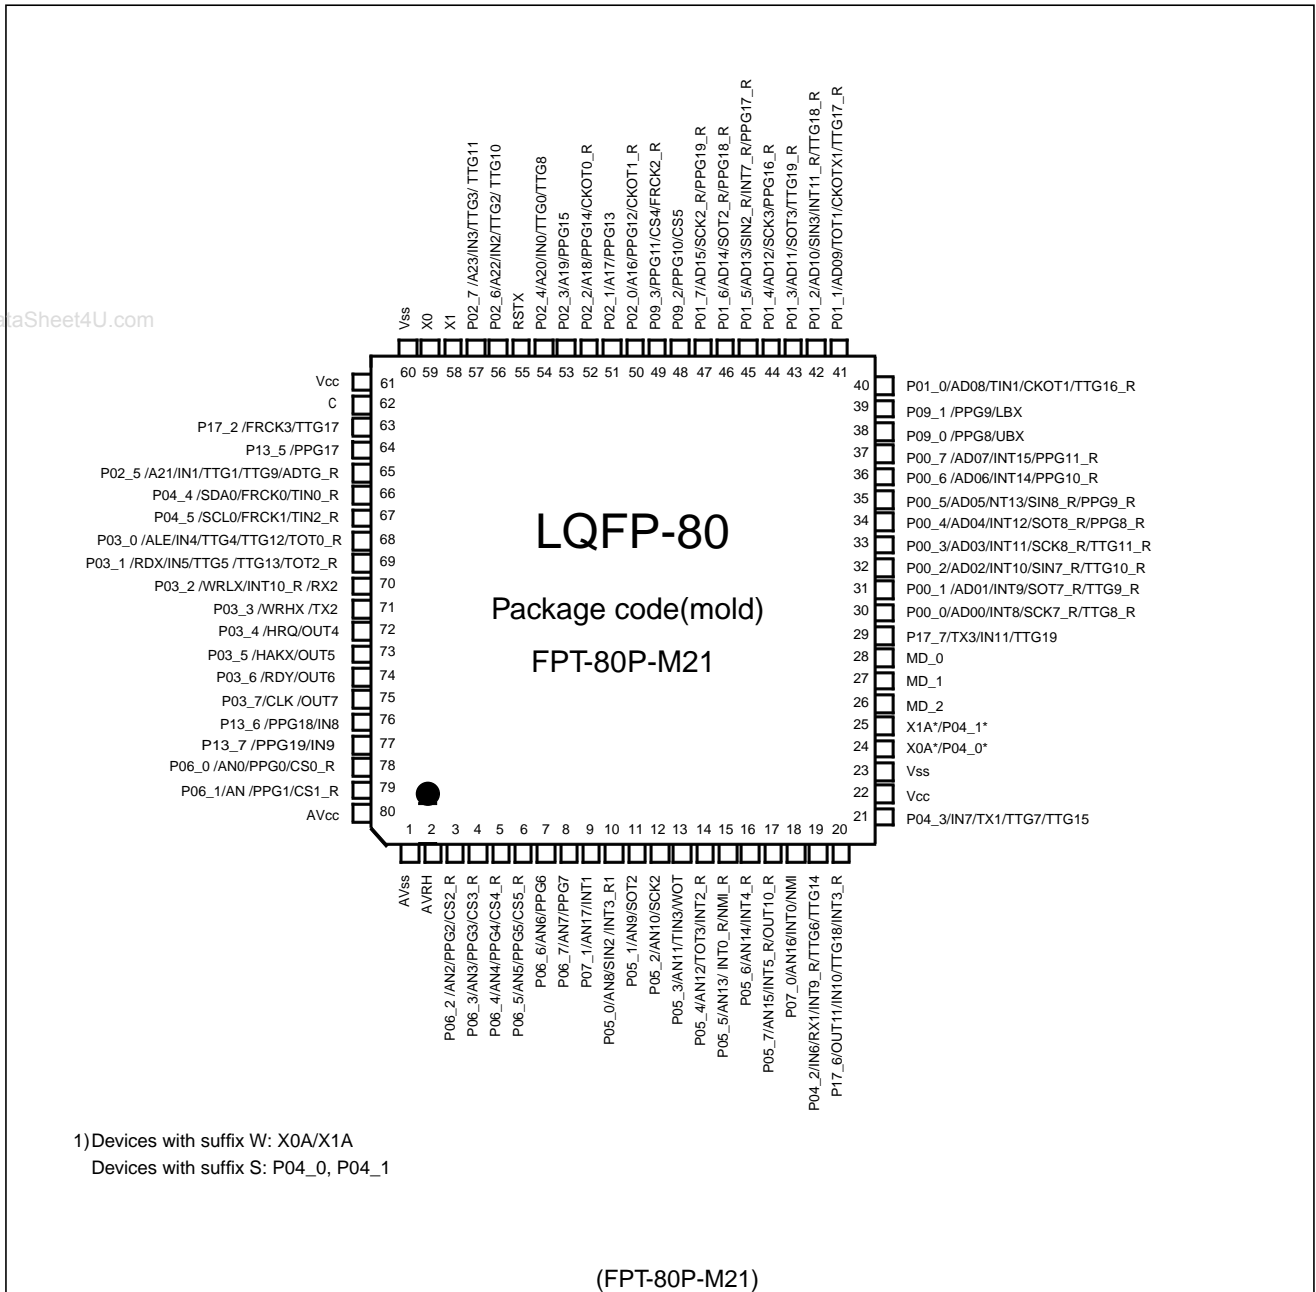 P02_7 /A23/IN3/TTG3/ TTG11
P02_6/A22/IN2/TTG2/ TTG10
P02_4/A20/IN0/TTG0/TTG8
P02_3/A19/PPG15
P02_2/A18/PPG14/CKOT0_R
P02_1/A17/PPG13
P02_0/A16/PPG12/CKOT1_R
P09_3/PPG11/CS4/FRCK2_R
P09_2/PPG10/CS5
P01_7/AD15/SCK2_R/PPG19_R
P01_6/AD14/SOT2_R/PPG18_R
P01_5/AD13/SIN2_R/INT7_R/PPG17_R
P01_4/AD12/SCK3/PPG16_R
P01_3/AD11/SOT3/TTG19_R
P01_2/AD10/SIN3/INT11_R/TTG18_R
P01_1/AD09/TOT1/CKOTX1/TTG17_R
ataSheet4U.com
Vss
X0
X1
RSTX
60 59 58 57 56 55 54 53 52 51 50 49 48 47 46 45 44 43 42 41
Vcc 61
C 62
P17_2 /FRCK3/TTG17 63
P13_5 /PPG17 64
P02_5 /A21/IN1/TTG1/TTG9/ADTG_R 65
P04_4 /SDA0/FRCK0/TIN0_R 66
P04_5 /SCL0/FRCK1/TIN2_R 67
P03_0 /ALE/IN4/TTG4/TTG12/TOT0_R 68
P03_1 /RDX/IN5/TTG5 /TTG13/TOT2_R 69
P03_2 /WRLX/INT10_R /RX2 70
P03_3 /WRHX /TX2 71
P03_4 /HRQ/OUT4 72
P03_5 /HAKX/OUT5 73
P03_6 /RDY/OUT6 74
P03_7/CLK /OUT7 75
P13_6 /PPG18/IN8 76
P13_7 /PPG19/IN9 77
P06_0 /AN0/PPG0/CS0_R 78
P06_1/AN /PPG1/CS1_R 79
AVcc 80
LQFP-80
Package code(mold)
FPT-80P-M21
40 P01_0/AD08/TIN1/CKOT1/TTG16_R
39 P09_1 /PPG9/LBX
38 P09_0 /PPG8/UBX
37 P00_7 /AD07/INT15/PPG11_R
36 P00_6 /AD06/INT14/PPG10_R
35 P00_5/AD05/NT13/SIN8_R/PPG9_R
34 P00_4/AD04/INT12/SOT8_R/PPG8_R
33 P00_3/AD03/INT11/SCK8_R/TTG11_R
32 P00_2/AD02/INT10/SIN7_R/TTG10_R
31 P00_1 /AD01/INT9/SOT7_R/TTG9_R
30 P00_0/AD00/INT8/SCK7_R/TTG8_R
29 P17_7/TX3/IN11/TTG19
28 MD_0
27 MD_1
26 MD_2
25 X1A*/P04_1*
24 X0A*/P04_0*
23 Vss
22 Vcc
21 P04_3/IN7/TX1/TTG7/TTG15
1 2 3 4 5 6 7 8 9 10 11 12 13 14 15 16 17 18 19 20
AVss
AVRH
P06_2 /AN2/PPG2/CS2_R
P06_3/AN3/PPG3/CS3_R
P06_4/AN4/PPG4/CS4_R
P06_5/AN5/PPG5/CS5_R
P06_6/AN6/PPG6
P06_7/AN7/PPG7
P07_1/AN17/INT1
P05_0/AN8/SIN2 /INT3_R1
P05_1/AN9/SOT2
P05_2/AN10/SCK2
P05_3/AN11/TIN3/WOT
P05_4/AN12/TOT3/INT2_R
P05_5/AN13/ INT0_R/NMI_R
P05_6/AN14/INT4_R
P05_7/AN15/INT5_R/OUT10_R
P07_0/AN16/INT0/NMI
P04_2/IN6/RX1/INT9_R/TTG6/TTG14
P17_6/OUT11/IN10/TTG18/INT3_R
1)Devices with suffix W: X0A/X1A
Devices with suffix S: P04_0, P04_1
(FPT-80P-M21)